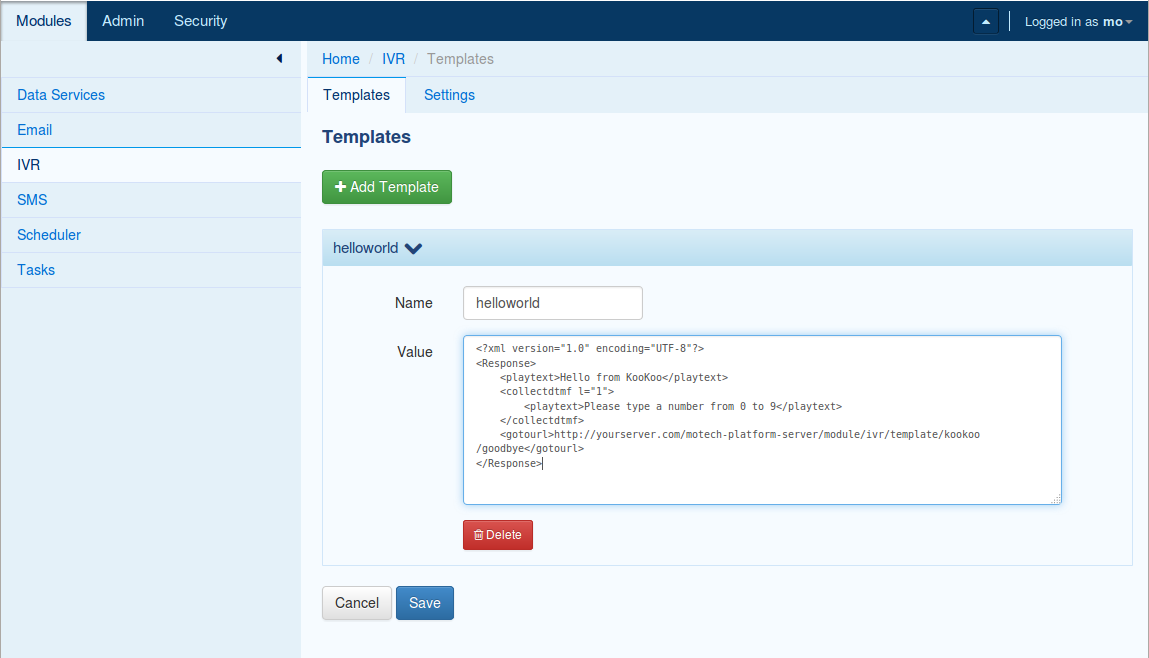 Modules Admin Security Logged in as mo
Home / IVR / Templates
Data Services
Email
IVR
SMS
Scheduler
Tasks
Templates Settings
Templates
Add Template
helloworld
Name helloworld
Value
<?xml version="1.0" encoding="UTF-8"?>
<Response>
    <playtext>Hello from KooKoo</playtext>
    <collectdtmf l="1">
        <playtext>Please type a number from 0 to 9</playtext>
    </collectdtmf>
    <gotourl>http://yourserver.com/motech-platform-server/module/ivr/template/kookoo
/goodbye</gotourl>
</Response>
Delete
Cancel Save